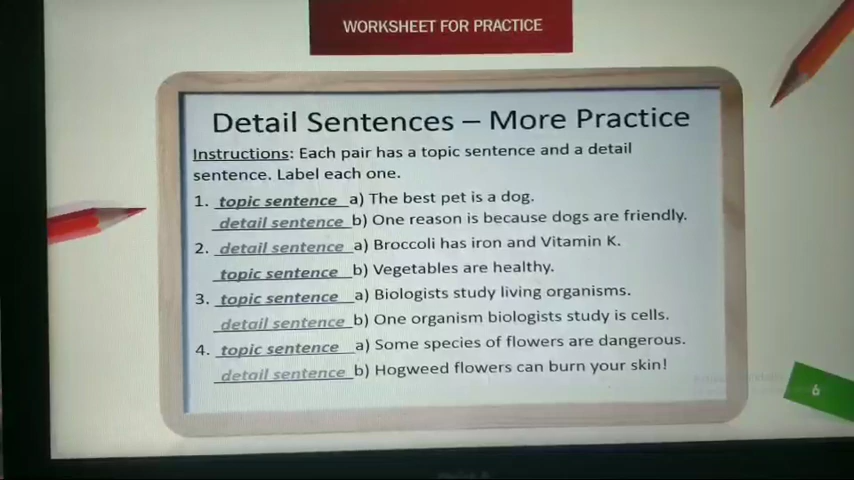 WORKSHEET FOR PRACTICE
Detail Sentences – More Practice
Instructions: Each pair has a topic sentence and a detail
sentence. Label each one.
1. topic sentence a) The best pet is a dog.
detail sentence b) One reason is because dogs are friendly.
2. detail sentence a) Broccoli has iron and Vitamin K.
topic sentence b) Vegetables are healthy.
3. topic sentence a) Biologists study living organisms.
detail sentence b) One organism biologists study is cells.
4. topic sentence a) Some species of flowers are dangerous.
detail sentence b) Hogweed flowers can burn your skin!
6